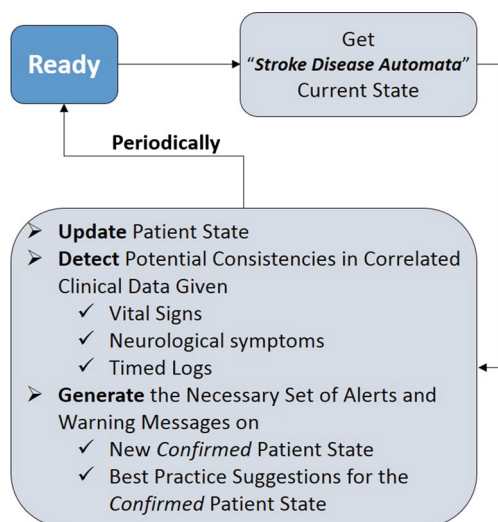 Ready
Get
"Stroke Disease Automata"
Current State
Periodically
➢ Update Patient State
➢ Detect Potential Consistencies in Correlated
Clinical Data Given
✓ Vital Signs
✓ Neurological symptoms
✓ Timed Logs
➢ Generate the Necessary Set of Alerts and
Warning Messages on
✓ New Confirmed Patient State
✓ Best Practice Suggestions for the
Confirmed Patient State